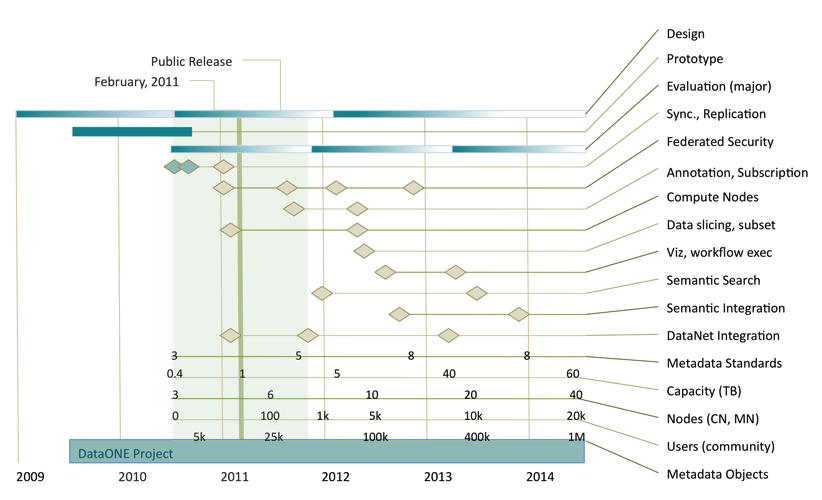 Design
Public Release
Prototype
February, 2011
Evaluation (major)
Sync., Replication
Federated Security
Annotation, Subscription
Compute Nodes
Data slicing, subset
Viz, workflow exec
Semantic Search
Semantic Integration
DataNet Integration
3 5 8 8
Metadata Standards
0.4 1 5 40 60
Capacity (TB)
3 6 10 20 40
Nodes (CN, MN)
0 100 1k 5k 10k 20k
Users (community)
5k 25k 100k 400k 1M
Metadata Objects
DataONE Project
2009 2010 2011 2012 2013 2014